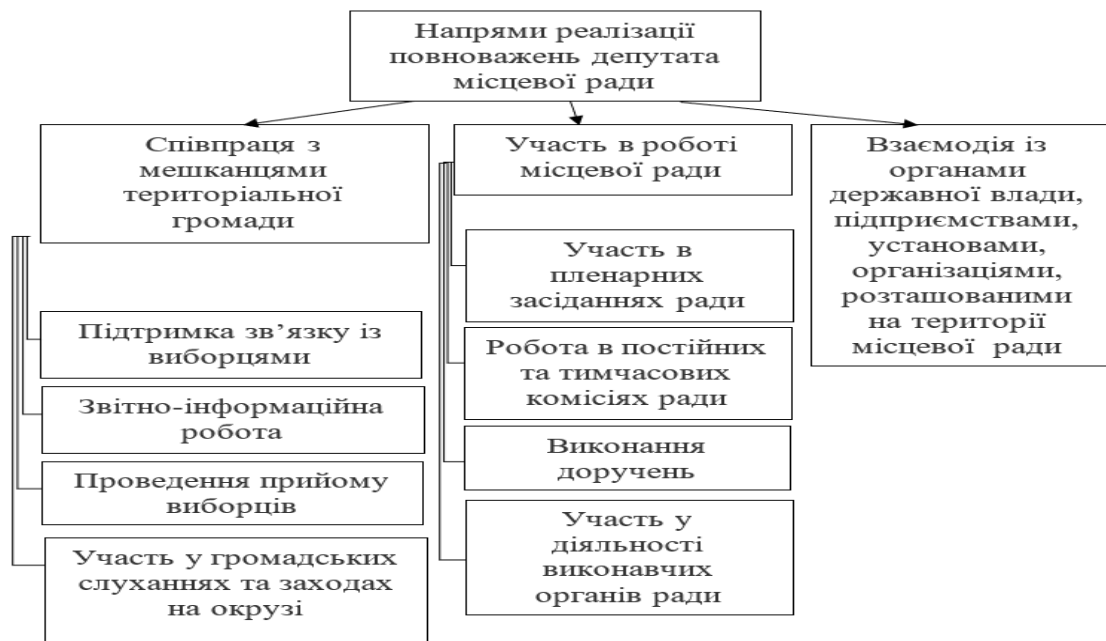 Напрями реалізації
повноважень депутата
місцевої ради
Співпраця з
мешканцями
територіальної
громади
Підтримка зв’язку із
виборцями
Звітно-інформаційна
робота
Проведення прийому
виборців
Участь у громадських
слуханнях та заходах
на окрузі
Участь в роботі
місцевої ради
Участь в
пленарних
засіданнях ради
Робота в постійних
та тимчасових
комісіях ради
Виконання
доручень
Участь у
діяльності
виконавчих
органів ради
Взаємодія із
органами
державної влади,
підприємствами,
установами,
організаціями,
розташованими
на території
місцевої ради